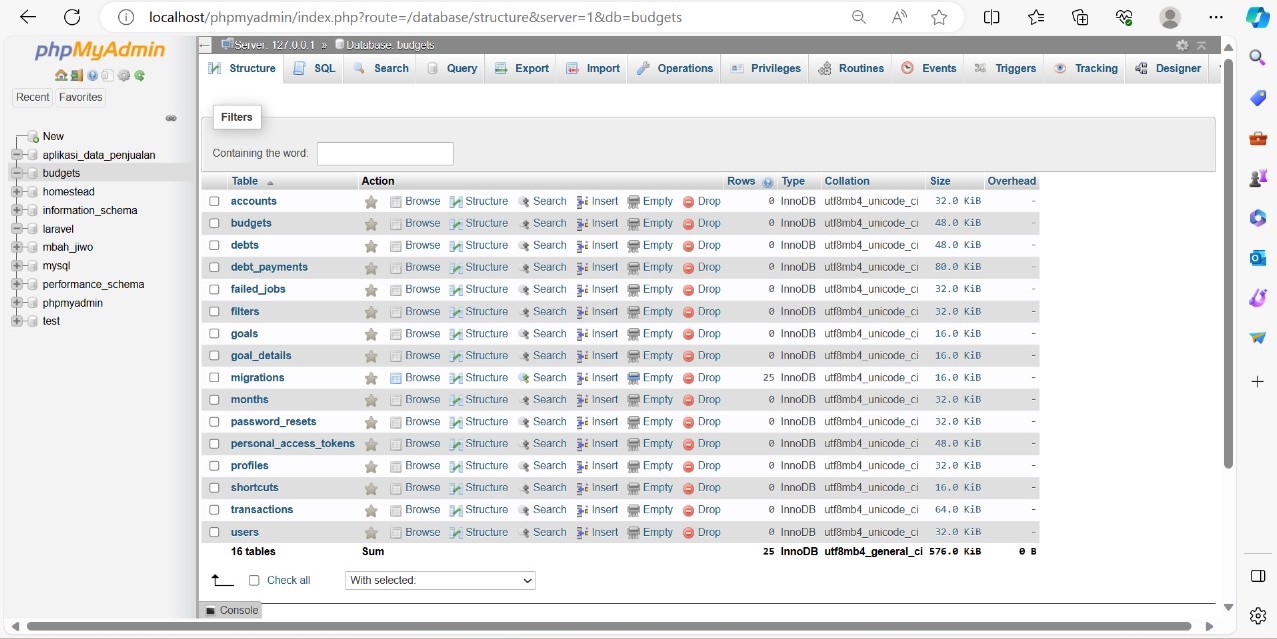 localhost/phpmyadmin/index.php?route=/database/structure&server=1&db=budgets
phpMyAdmin
Recent Favorites
New
aplikasi_data_penjualan
budgets
homestead
information_schema
laravel
mbah_jiwo
mysql
performance_schema
phpmyadmin
test
Server: 127.0.0.1 » Database: budgets
Structure SQL Search Query Export Import Operations Privileges Routines Events Triggers Tracking Designer
Filters
Containing the word:
Table Action Rows Type Collation Size Overhead
accounts Browse Structure Search Insert Empty Drop 0 InnoDB utf8mb4_unicode_ci 32.0 KiB -
budgets Browse Structure Search Insert Empty Drop 0 InnoDB utf8mb4_unicode_ci 48.0 KiB -
debts Browse Structure Search Insert Empty Drop 0 InnoDB utf8mb4_unicode_ci 48.0 KiB -
debt_payments Browse Structure Search Insert Empty Drop 0 InnoDB utf8mb4_unicode_ci 80.0 KiB -
failed_jobs Browse Structure Search Insert Empty Drop 0 InnoDB utf8mb4_unicode_ci 32.0 KiB -
filters Browse Structure Search Insert Empty Drop 0 InnoDB utf8mb4_unicode_ci 32.0 KiB -
goals Browse Structure Search Insert Empty Drop 0 InnoDB utf8mb4_unicode_ci 16.0 KiB -
goal_details Browse Structure Search Insert Empty Drop 0 InnoDB utf8mb4_unicode_ci 16.0 KiB -
migrations Browse Structure Search Insert Empty Drop 25 InnoDB utf8mb4_unicode_ci 16.0 KiB -
months Browse Structure Search Insert Empty Drop 0 InnoDB utf8mb4_unicode_ci 32.0 KiB -
password_resets Browse Structure Search Insert Empty Drop 0 InnoDB utf8mb4_unicode_ci 32.0 KiB -
personal_access_tokens Browse Structure Search Insert Empty Drop 0 InnoDB utf8mb4_unicode_ci 48.0 KiB -
profiles Browse Structure Search Insert Empty Drop 0 InnoDB utf8mb4_unicode_ci 32.0 KiB -
shortcuts Browse Structure Search Insert Empty Drop 0 InnoDB utf8mb4_unicode_ci 16.0 KiB -
transactions Browse Structure Search Insert Empty Drop 0 InnoDB utf8mb4_unicode_ci 64.0 KiB -
users Browse Structure Search Insert Empty Drop 0 InnoDB utf8mb4_unicode_ci 32.0 KiB -
16 tables Sum 25 InnoDB utf8mb4_general_ci 576.0 KiB 0 B
Check all With selected:
Console